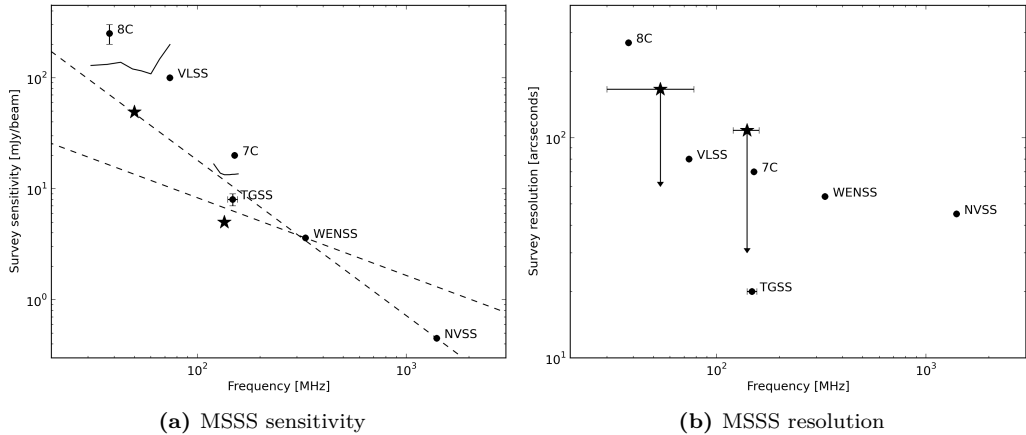 8C
VLSS
7C
TGSS
WENSS
NVSS
10^2
10^1
10^0
Survey sensitivity [mJy/beam]
10^2
10^3
Frequency [MHz]
(a) MSSS sensitivity
8C
VLSS
7C
WENSS
NVSS
TGSS
10^2
10^1
Survey resolution [arcseconds]
10^2
10^3
Frequency [MHz]
(b) MSSS resolution